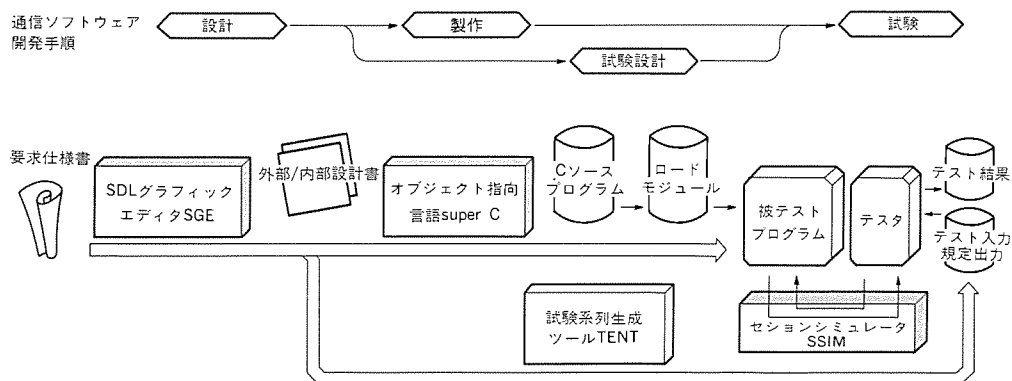 通信ソフトウェア
開発手順
設計
製作
試験
試験設計
要求仕様書
SDLグラフィック
エディタSGE
外部/内部設計書
オブジェクト指向
言語super C
Cソース
プログラム
ロード
モジュール
被テスト
プログラム
テスタ
テスト結果
テスト入力
規定出力
試験系列生成
ツールTENT
セションシミュレータ
SSIM